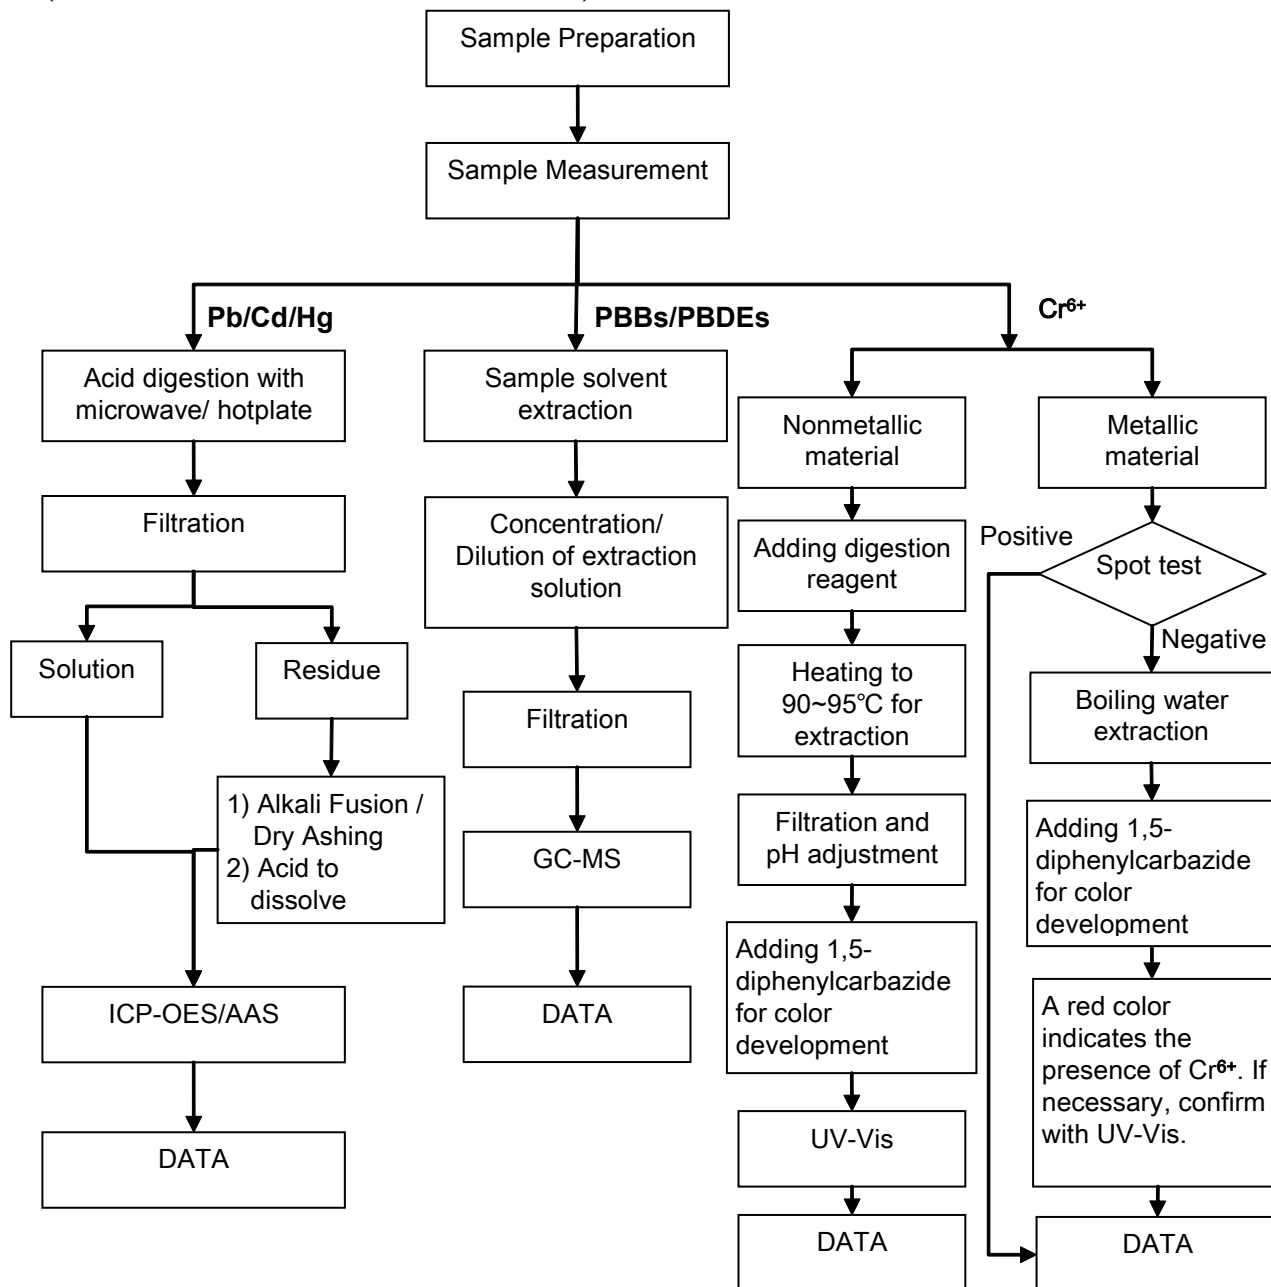 Sample Preparation
Sample Measurement
Pb/Cd/Hg
PBBs/PBDEs
Cr⁶⁺
Acid digestion with
microwave/ hotplate
Filtration
Solution
Residue
1) Alkali Fusion /
Dry Ashing
2) Acid to
dissolve
ICP-OES/AAS
DATA
Sample solvent
extraction
Concentration/
Dilution of extraction
solution
Filtration
GC-MS
DATA
Nonmetallic
material
Adding digestion
reagent
Heating to
90~95℃ for
extraction
Filtration and
pH adjustment
Adding 1,5-
diphenylcarbazide
for color
development
UV-Vis
DATA
Metallic
material
Positive
Spot test
Negative
Boiling water
extraction
Adding 1,5-
diphenylcarbazide
for color
development
A red color
indicates the
presence of Cr⁶⁺. If
necessary, confirm
with UV-Vis.
DATA